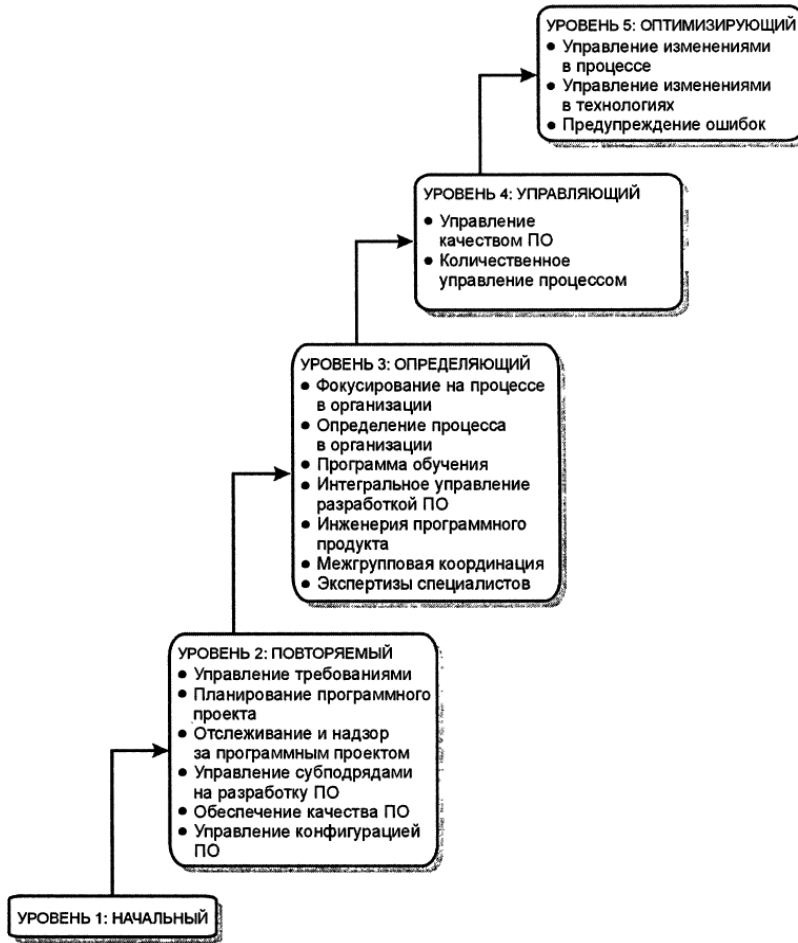 УРОВЕНЬ 5: ОПТИМИЗИРУЮЩИЙ
● Управление изменениями
в процессе
● Управление изменениями
в технологиях
● Предупреждение ошибок
УРОВЕНЬ 4: УПРАВЛЯЮЩИЙ
● Управление
качеством ПО
● Количественное
управление процессом
УРОВЕНЬ 3: ОПРЕДЕЛЯЮЩИЙ
● Фокусирование на процессе
в организации
● Определение процесса
в организации
● Программа обучения
● Интегральное управление
разработкой ПО
● Инженерия программного
продукта
● Межгрупповая координация
● Экспертизы специалистов
УРОВЕНЬ 2: ПОВТОРЯЕМЫЙ
● Управление требованиями
● Планирование программного
проекта
● Отслеживание и надзор
за программным проектом
● Управление субподрядами
на разработку ПО
● Обеспечение качества ПО
● Управление конфигурацией
ПО
УРОВЕНЬ 1: НАЧАЛЬНЫЙ